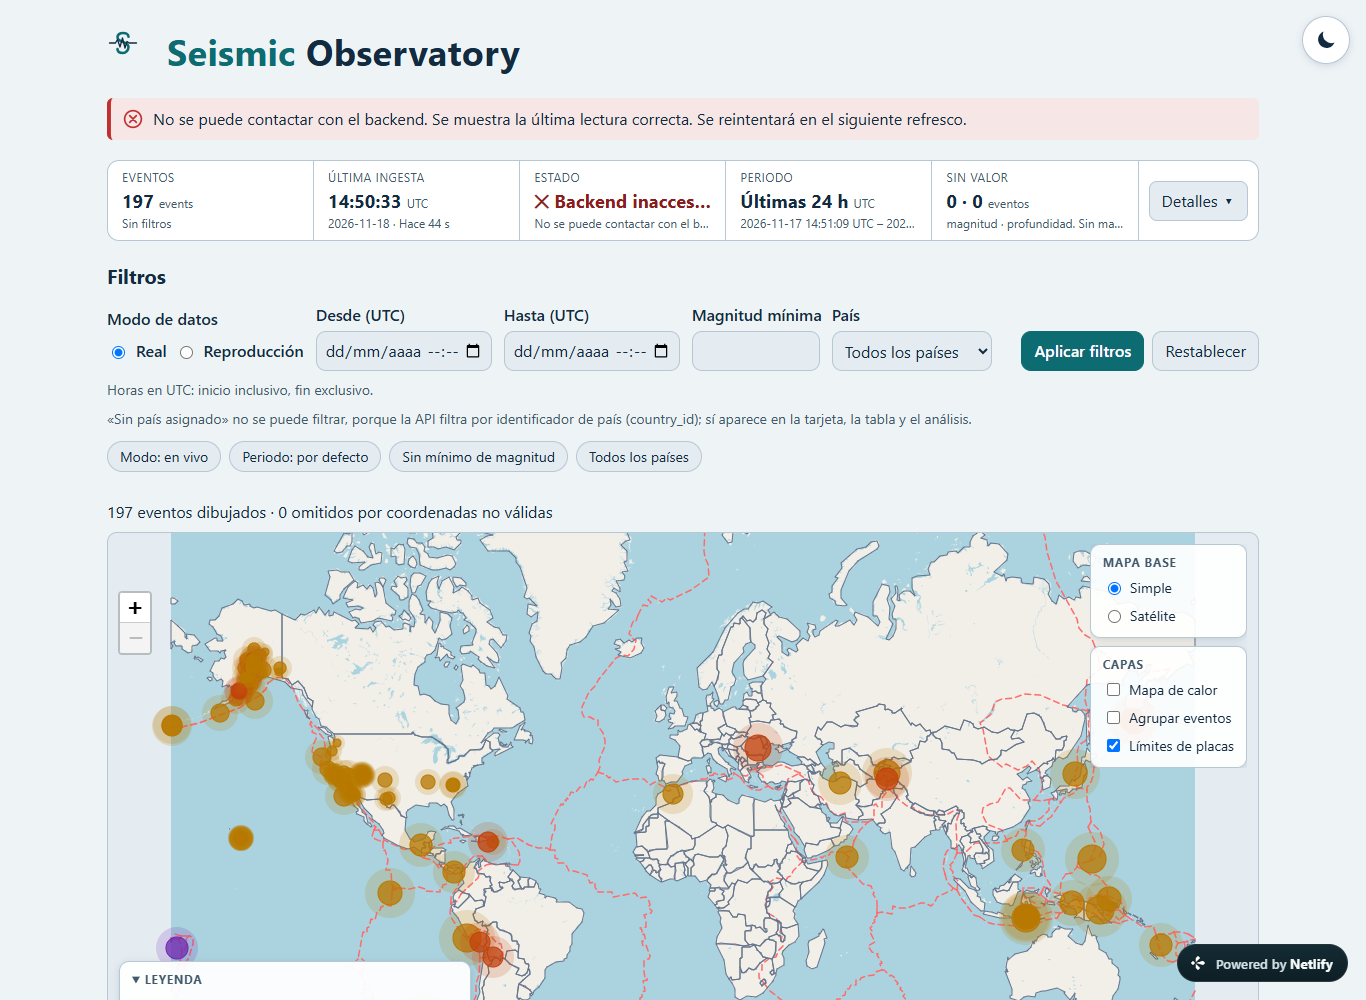 Seismic Observatory
No se puede contactar con el backend. Se muestra la última lectura correcta. Se reintentará en el siguiente refresco.
EVENTOS
197 events
Sin filtros
ÚLTIMA INGESTA
14:50:33 UTC
2026-11-18 · Hace 44 s
ESTADO
Backend inacces...
No se puede contactar con el b...
PERIODO
Últimas 24 h UTC
2026-11-17 14:51:09 UTC – 202...
SIN VALOR
0 · 0 eventos
magnitud · profundidad. Sin ma...
Detalles ▼
Filtros
Modo de datos
Real
Reproducción
Desde (UTC)
dd/mm/aaaa --:--
Hasta (UTC)
dd/mm/aaaa --:--
Magnitud mínima
País
Todos los países
Aplicar filtros
Restablecer
Horas en UTC: inicio inclusivo, fin exclusivo.
«Sin país asignado» no se puede filtrar, porque la API filtra por identificador de país (country_id); sí aparece en la tarjeta, la tabla y el análisis.
Modo: en vivo
Periodo: por defecto
Sin mínimo de magnitud
Todos los países
197 eventos dibujados · 0 omitidos por coordenadas no válidas
+
−
MAPA BASE
Simple
Satélite
CAPAS
Mapa de calor
Agrupar eventos
Límites de placas
▼ LEYENDA
Powered by Netlify